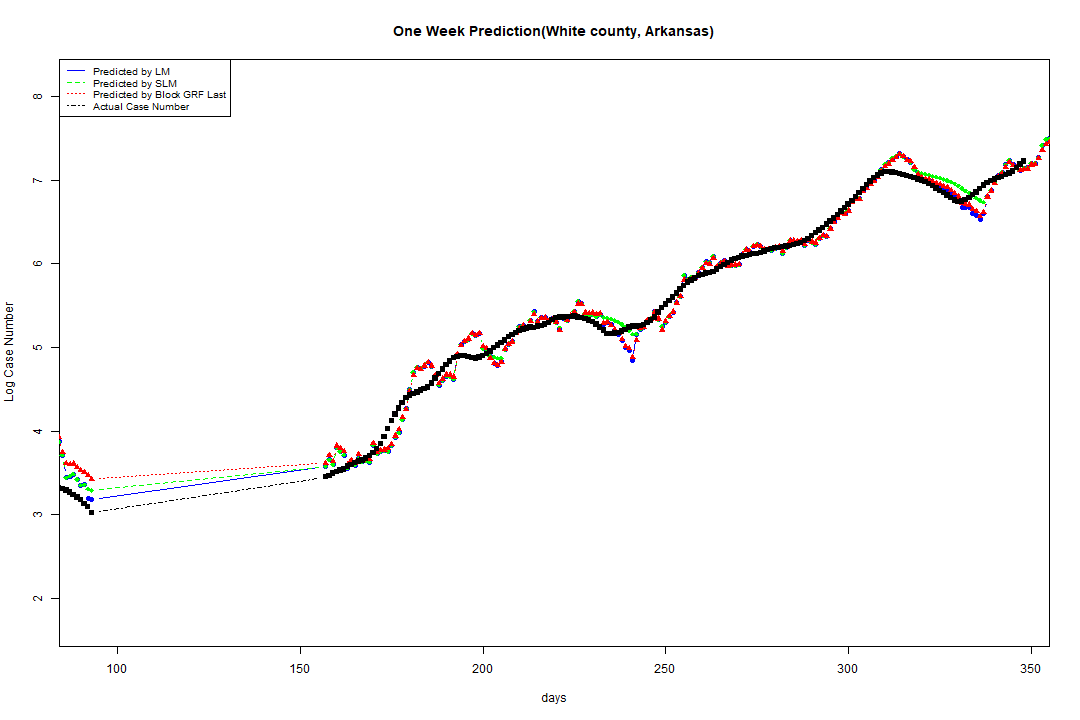 One Week Prediction(White county, Arkansas)
Predicted by LM
Predicted by SLM
Predicted by Block GRF Last
Actual Case Number
Log Case Number
8
7
6
5
4
3
2
100 150 200 250 300 350
days